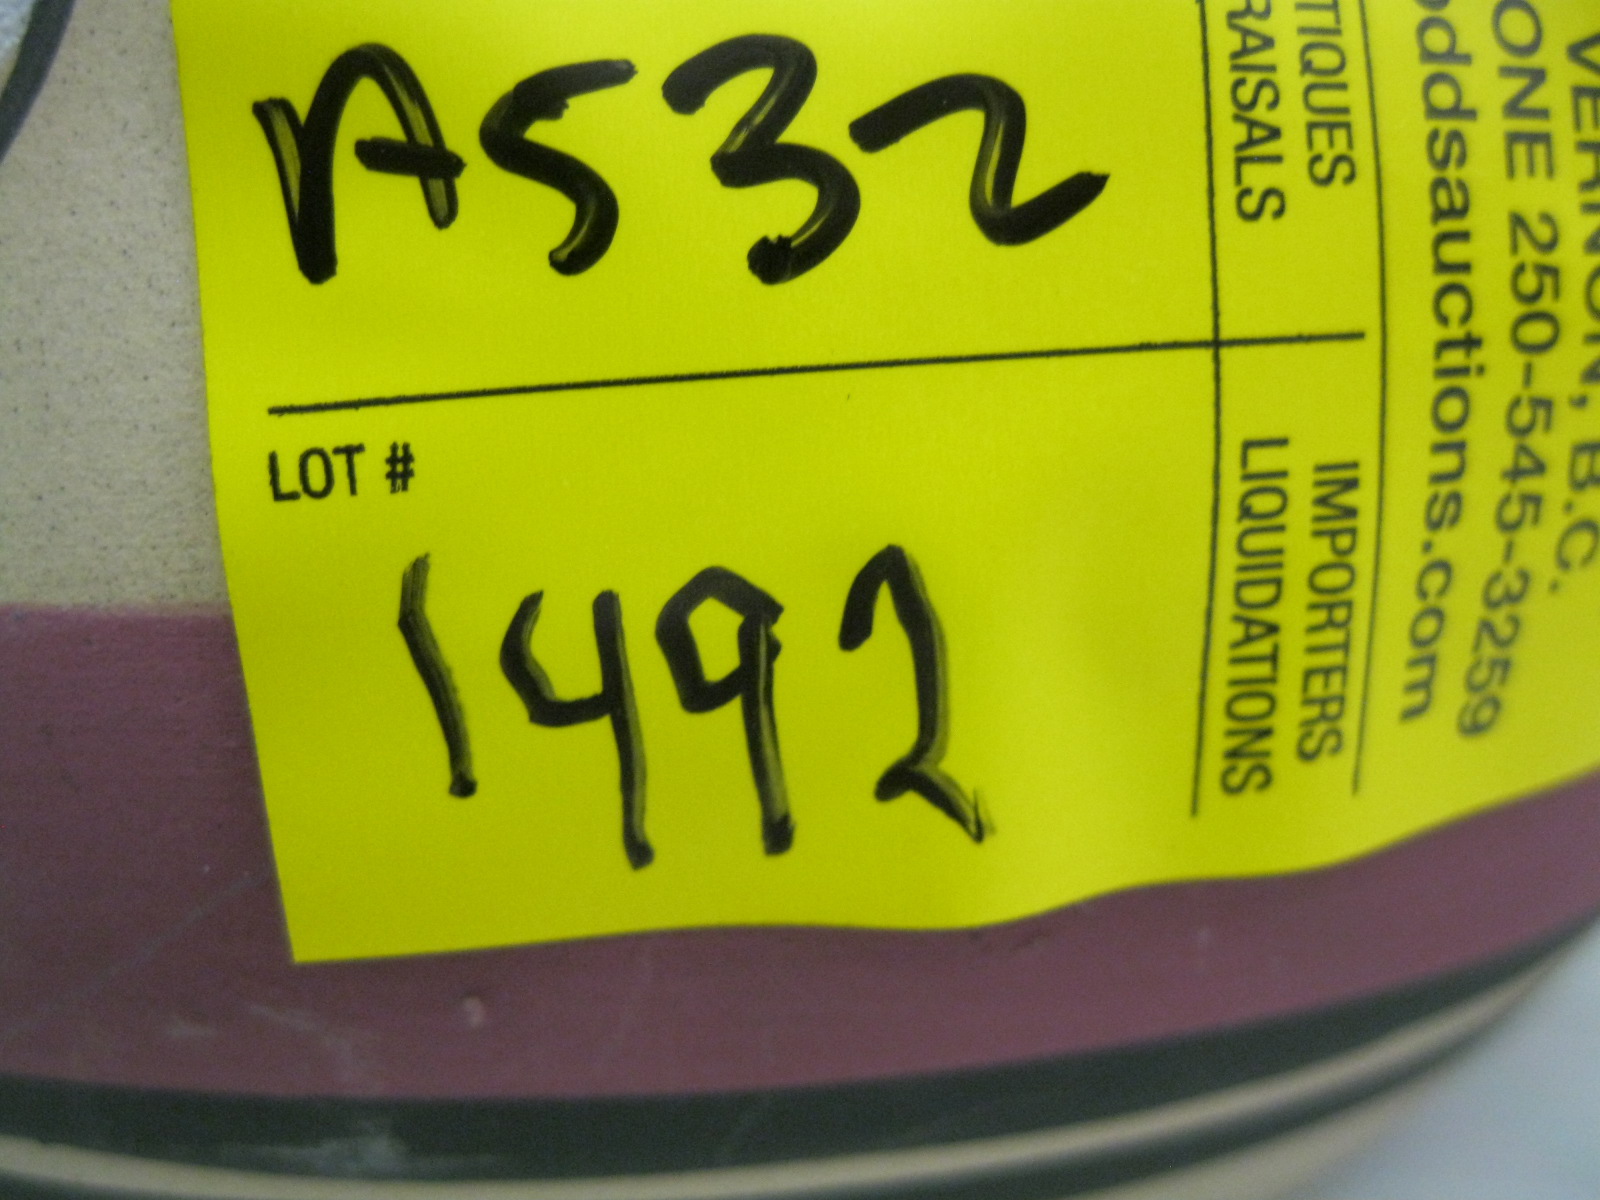 A532
LOT #
1492
TIQUES
RAISALS
IMPORTERS
LIQUIDATIONS
VERNON, B.C.
ONE 250-545-3259
oddsauctions.com